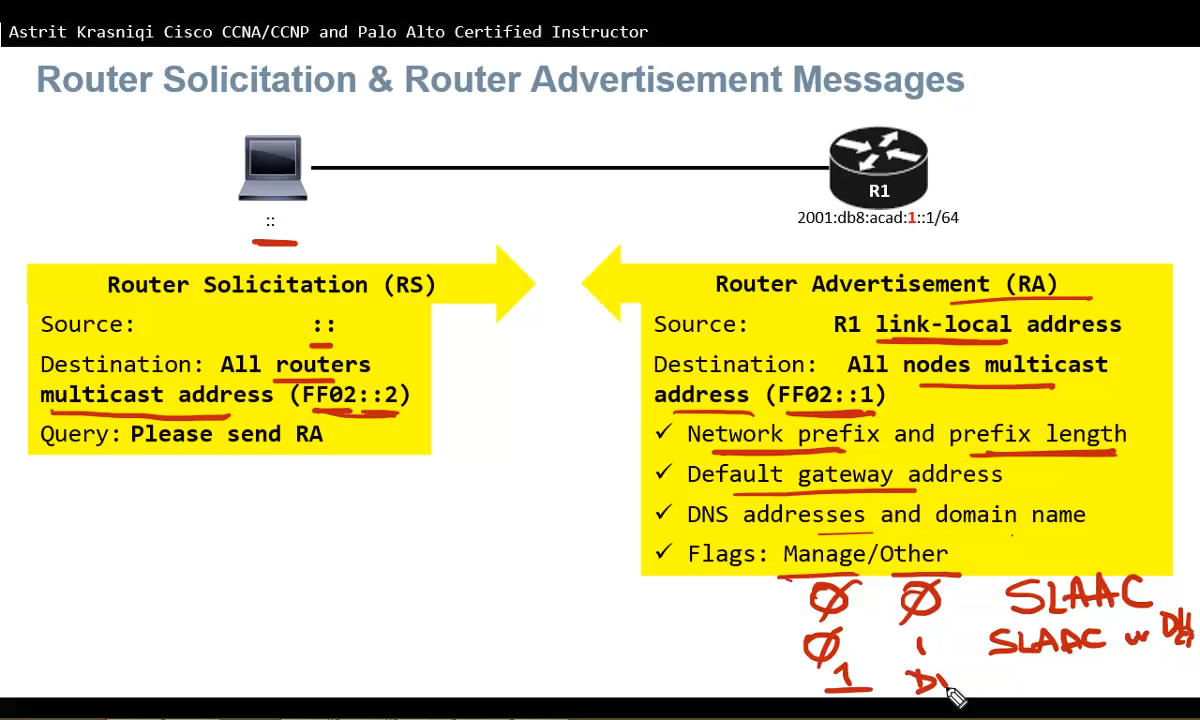 Astrit Krasniqi Cisco CCNA/CCNP and Palo Alto Certified Instructor
Router Solicitation & Router Advertisement Messages
R1
::
2001:db8:acad:1::1/64
Router Solicitation (RS)
Source: ::
Destination: All routers
multicast address (FF02::2)
Query: Please send RA
Router Advertisement (RA)
Source: R1 link-local address
Destination: All nodes multicast
address (FF02::1)
✓ Network prefix and prefix length
✓ Default gateway address
✓ DNS addresses and domain name
✓ Flags: Manage/Other
0 0 SLAAC
0 1 SLAAC w
1